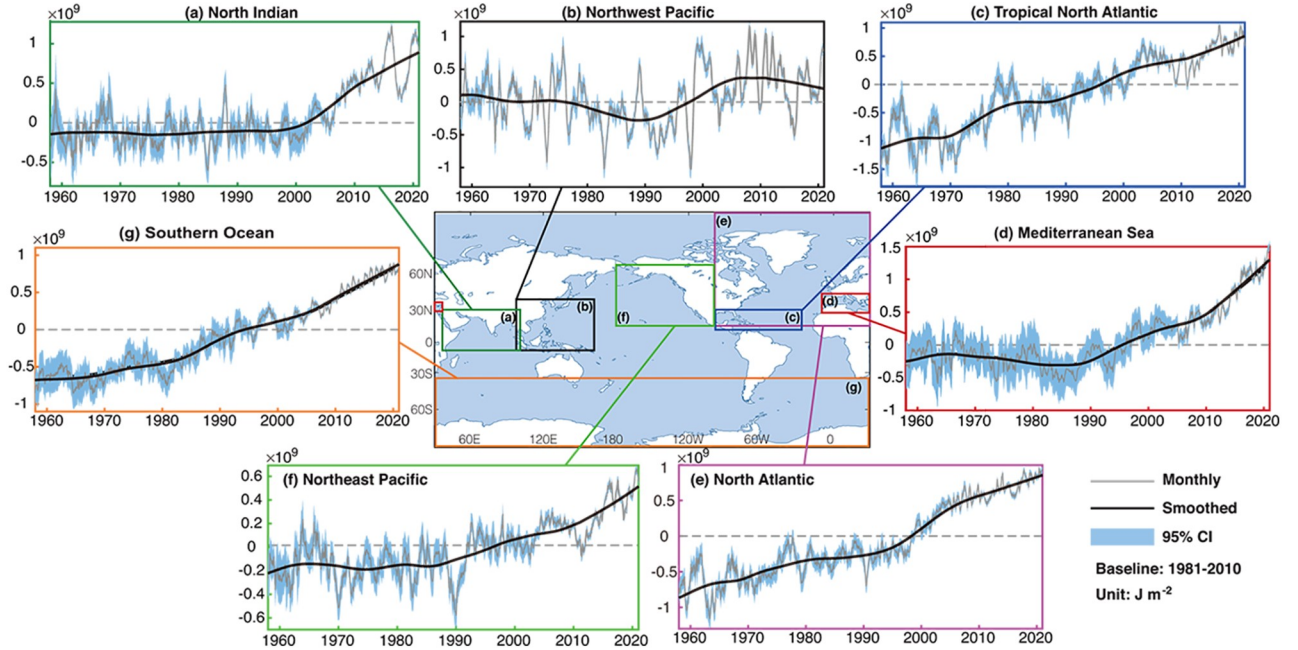 (a) North Indian
×10⁹
1
0.5
0
-0.5
1960 1970 1980 1990 2000 2010 2020
(b) Northwest Pacific
×10⁹
1
0.5
0
-0.5
-1
1960 1970 1980 1990 2000 2010 2020
(c) Tropical North Atlantic
×10⁹
1
0.5
0
-0.5
-1
-1.5
1960 1970 1980 1990 2000 2010 2020
(g) Southern Ocean
×10⁹
1
0.5
0
-0.5
-1
1960 1970 1980 1990 2000 2010 2020
(e)
60N
30N
0
30S
60S
(a)
(b)
(f)
(c)
(d)
(g)
60E 120E 180 120W 60W 0
(d) Mediterranean Sea
1.5 ×10⁹
1
0.5
0
-0.5
-1
1960 1970 1980 1990 2000 2010 2020
(f) Northeast Pacific
×10⁹
0.6
0.4
0.2
0
-0.2
-0.4
-0.6
1960 1970 1980 1990 2000 2010 2020
(e) North Atlantic
×10⁹
1
0.5
0
-0.5
-1
1960 1970 1980 1990 2000 2010 2020
Monthly
Smoothed
95% CI
Baseline: 1981-2010
Unit: J m⁻²